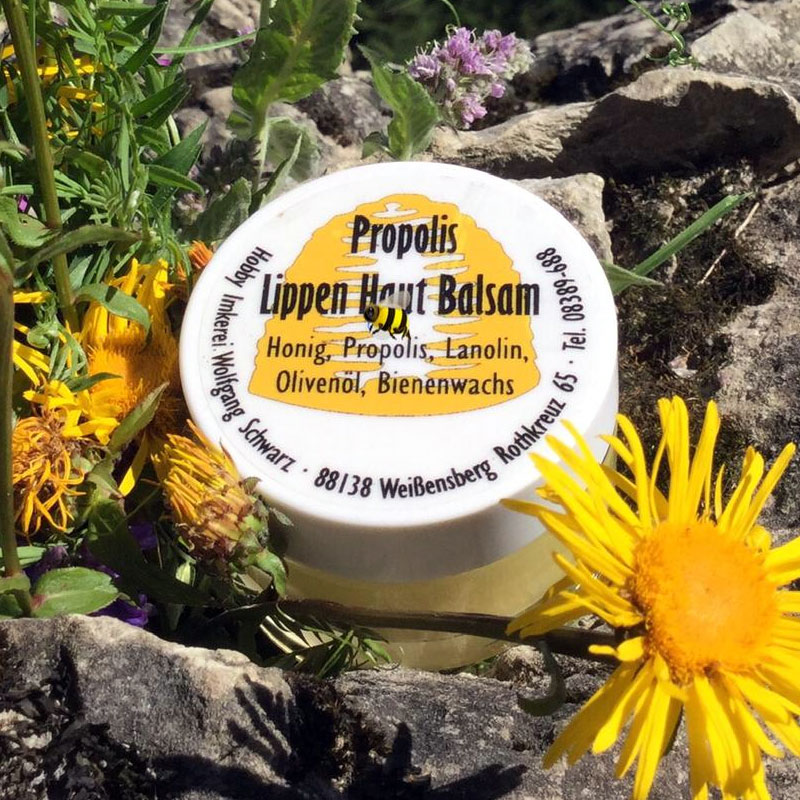 Propolis
Lippen Haut Balsam
Honig, Propolis, Lanolin,
Olivenöl, Bienenwachs
Hobby Imkerei Wolfgang Schwarz · 88138 Weißensberg Rothkreuz 65 · Tel. 08389-688